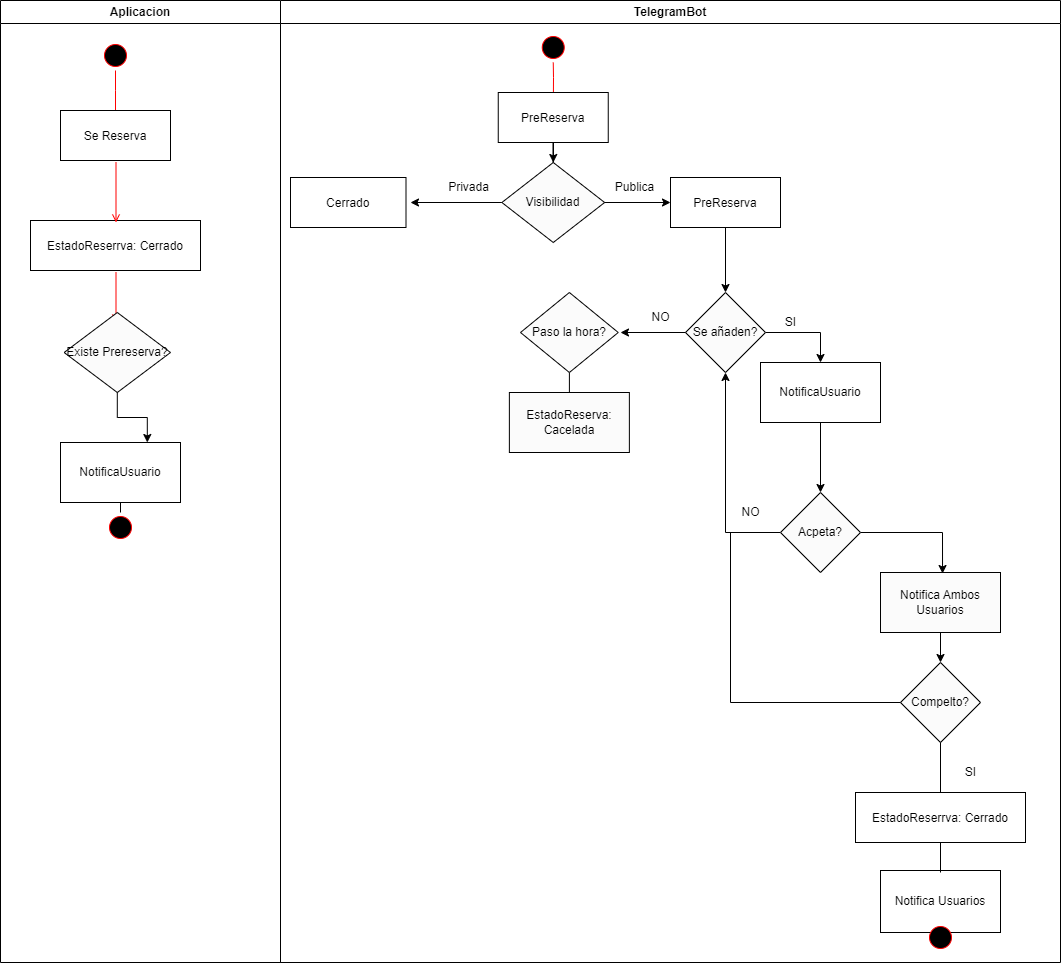 Aplicacion
TelegramBot
Se Reserva
EstadoReserrva: Cerrado
Existe Prereserva?
NotificaUsuario
PreReserva
Visibilidad
Privada
Publica
Cerrado
PreReserva
Se añaden?
NO
SI
Paso la hora?
EstadoReserva:
Cacelada
NotificaUsuario
Acpeta?
NO
Notifica Ambos
Usuarios
Compelto?
SI
EstadoReserrva: Cerrado
Notifica Usuarios